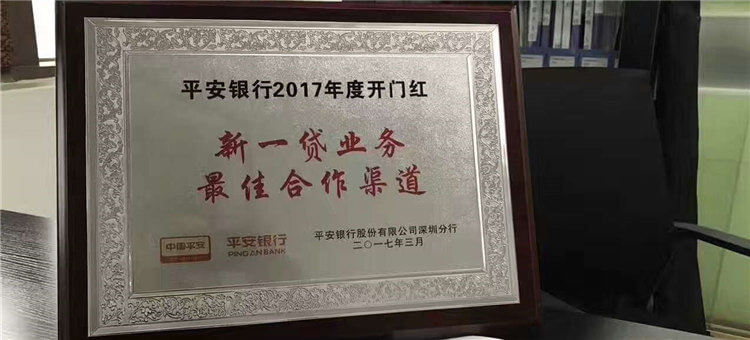 平安银行2017年度开门红
新一贷业务
最佳合作渠道
中国平安
平安银行
PING AN BANK
平安银行股份有限公司深圳分行
二〇一七年三月